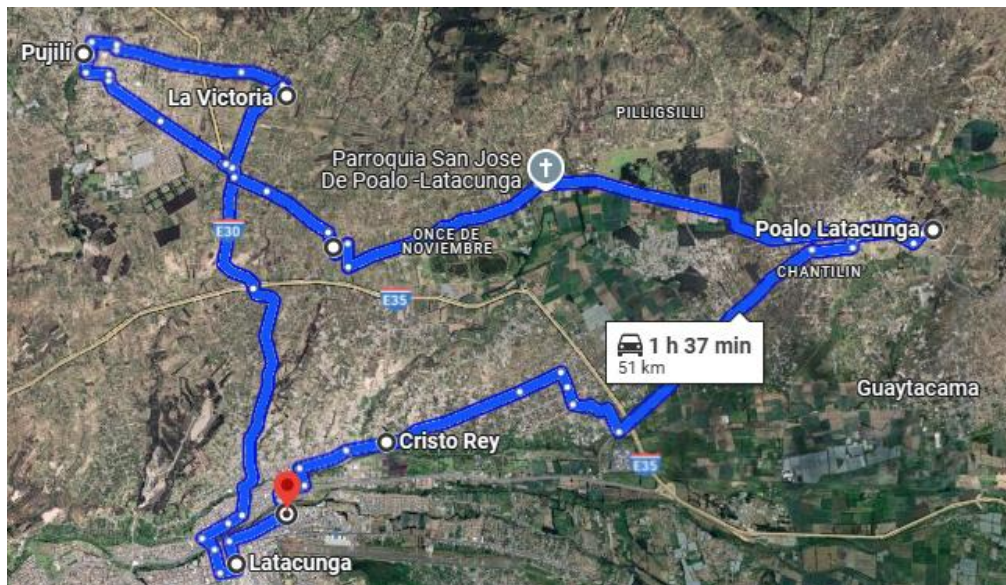 Pujilí
La Victoria
PILLIGSILLI
Parroquia San Jose
De Poalo -Latacunga
E30
ONCE DE
NOVIEMBRE
Poalo Latacunga
CHANTILIN
E35
1 h 37 min
51 km
Guaytacama
Cristo Rey
E35
Latacunga